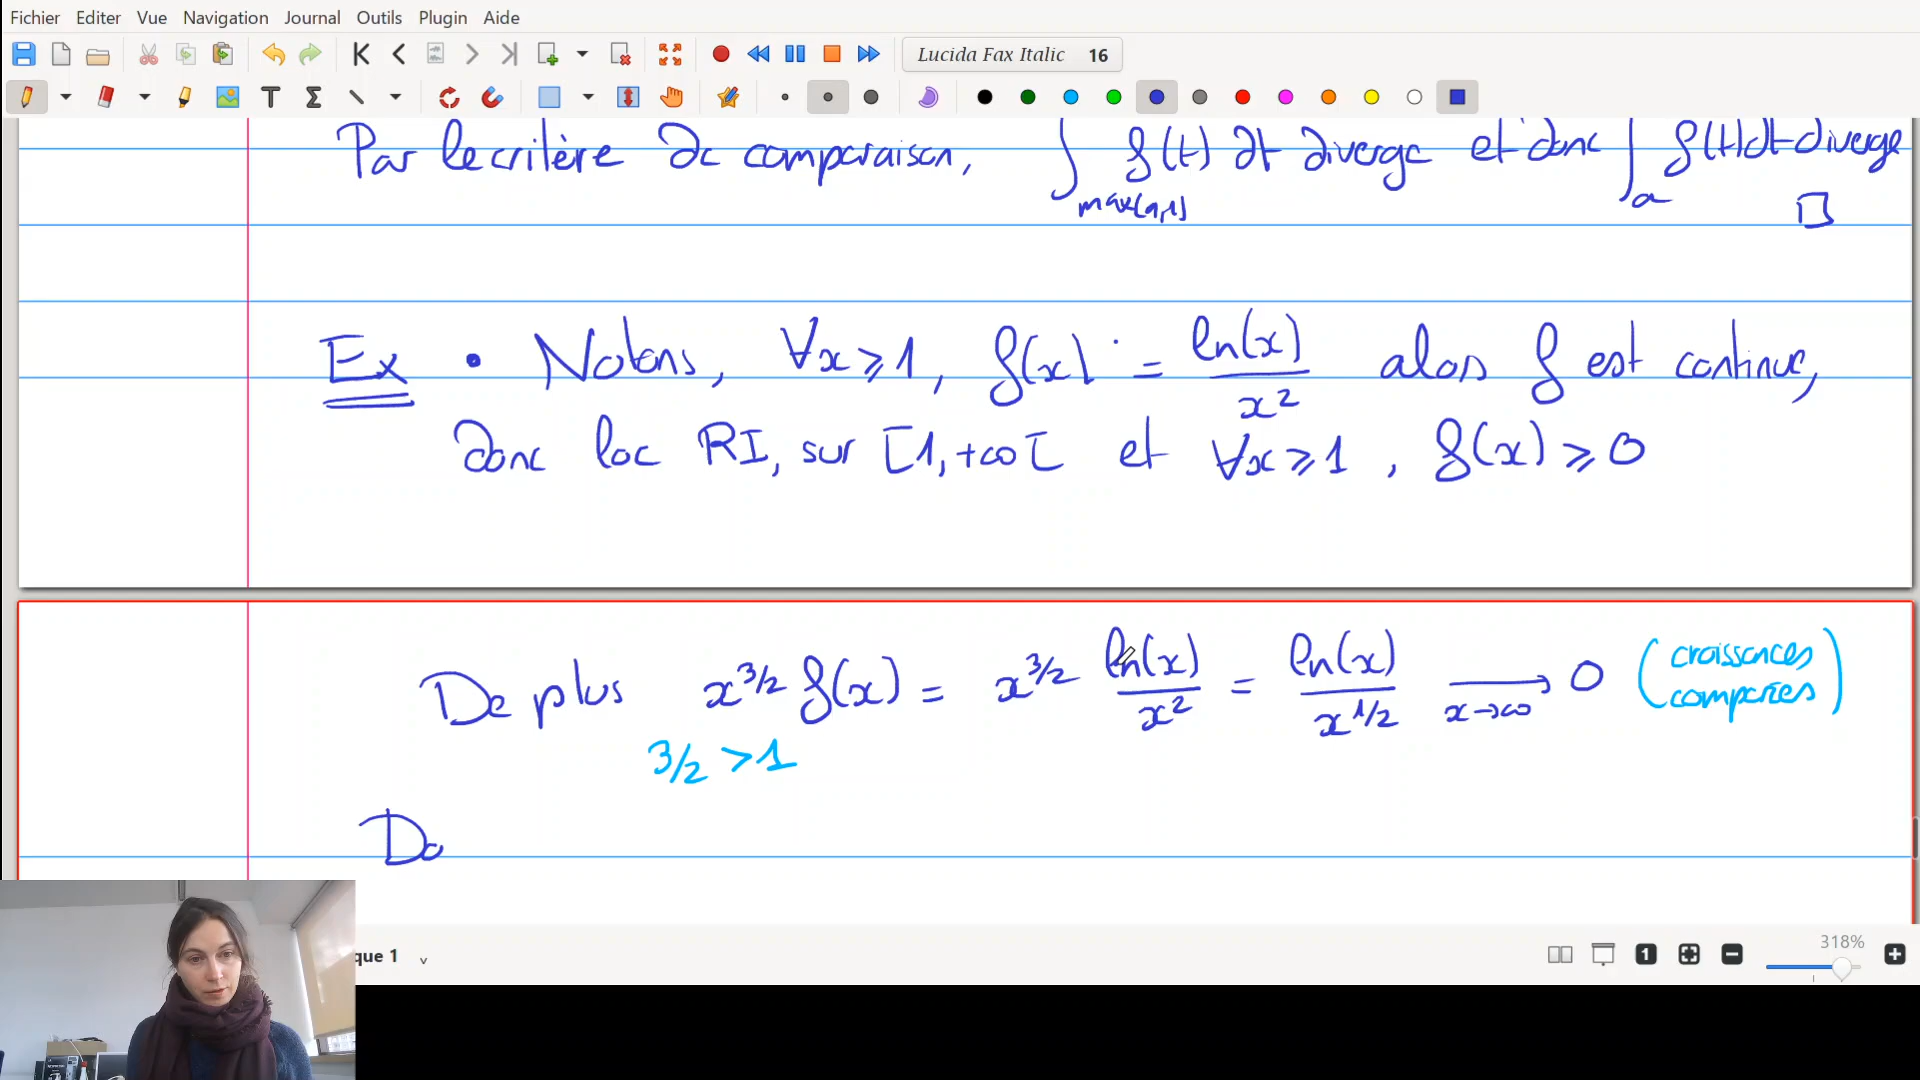 Fichier Editer Vue Navigation Journal Outils Plugin Aide
Lucida Fax Italic 16
Par le critère de comparaison, ∫_{max(a,1)} f(t) dt diverge et donc ∫_a f(t)dt diverge
□
Ex • Notons, ∀x ⩾ 1, f(x) = ln(x)/x² alors f est continue,
donc loc RI, sur [1, +∞[ et ∀x ⩾ 1, f(x) ⩾ 0
De plus x^{3/2} f(x) = x^{3/2} ln(x)/x² = ln(x)/x^{1/2} ⟶_{x→∞} 0 (croissances comparées)
3/2 > 1
Do
que 1
318%